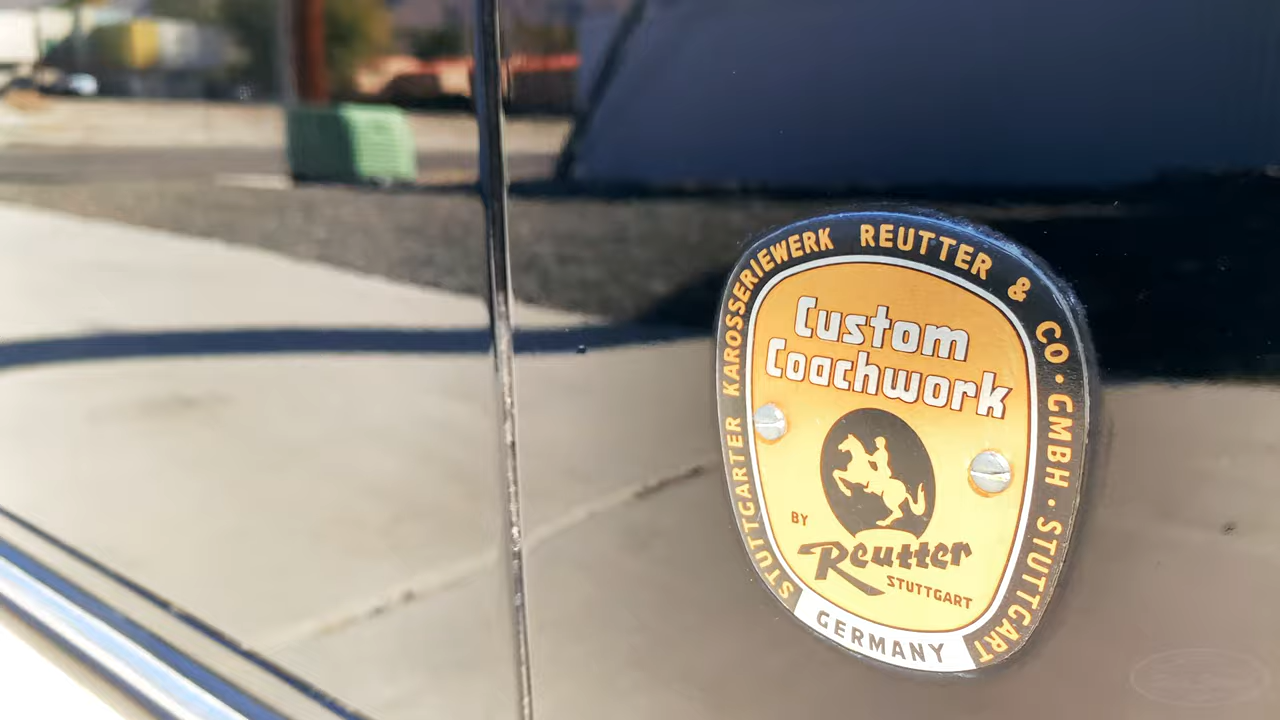 STUTTGARTER KAROSSERIEWERK REUTTER & CO·GMBH·STUTTGART
Custom
Coachwork
BY
Reutter
STUTTGART
GERMANY